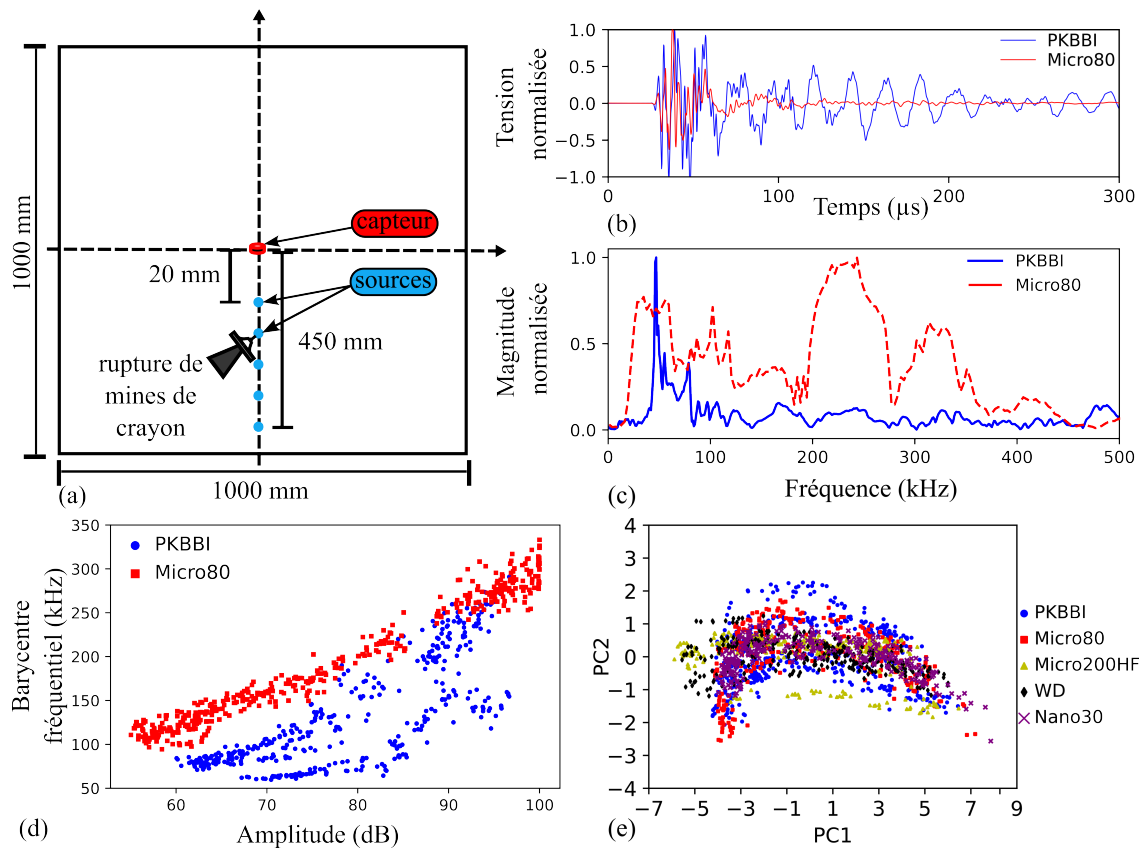 1000 mm
capteur
20 mm
sources
450 mm
rupture de
mines de
crayon
(a)
1000 mm
Tension
normalisée
1.0
0.5
0.0
−0.5
−1.0
PKBBI
Micro80
0
100
200
300
Temps (µs)
(b)
Magnitude
normalisée
1.0
0.5
0.0
PKBBI
Micro80
0
100
200
300
400
500
(c)
Fréquence (kHz)
Barycentre
fréquentiel (kHz)
350
300
250
200
150
100
50
PKBBI
Micro80
60
70
80
90
100
(d)
Amplitude (dB)
PC2
4
3
2
1
0
−1
−2
−3
−4
−7
−5
−3
−1
1
3
5
7
9
PC1
PKBBI
Micro80
Micro200HF
WD
Nano30
(e)